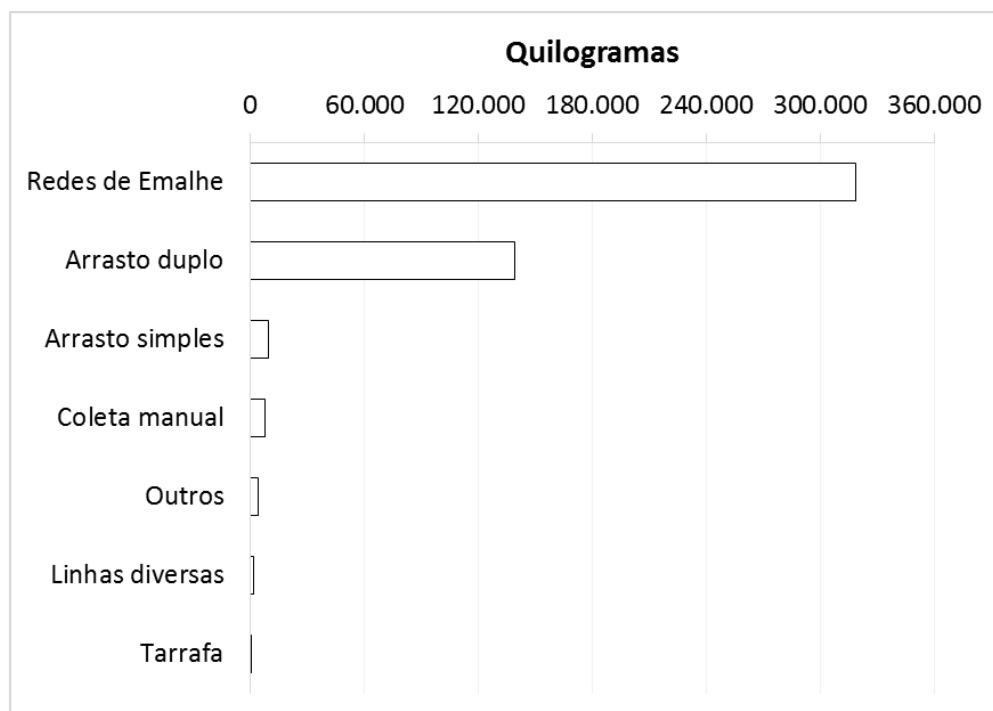 Quilogramas
0 60.000 120.000 180.000 240.000 300.000 360.000
Redes de Emalhe
Arrasto duplo
Arrasto simples
Coleta manual
Outros
Linhas diversas
Tarrafa